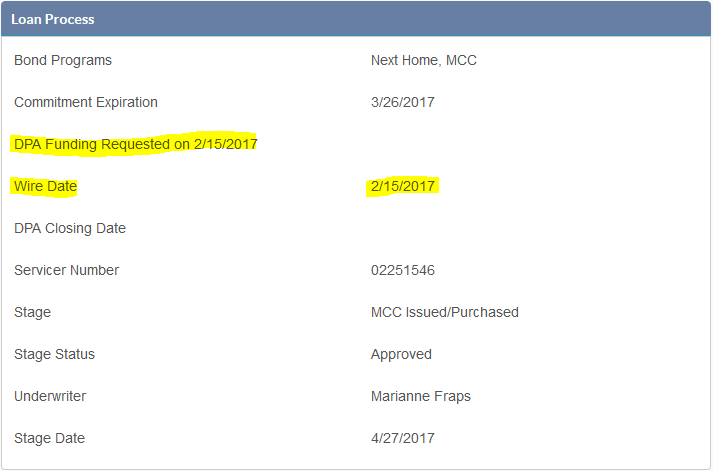 Loan Process
Bond Programs Next Home, MCC
Commitment Expiration 3/26/2017
DPA Funding Requested on 2/15/2017
Wire Date 2/15/2017
DPA Closing Date
Servicer Number 02251546
Stage MCC Issued/Purchased
Stage Status Approved
Underwriter Marianne Fraps
Stage Date 4/27/2017